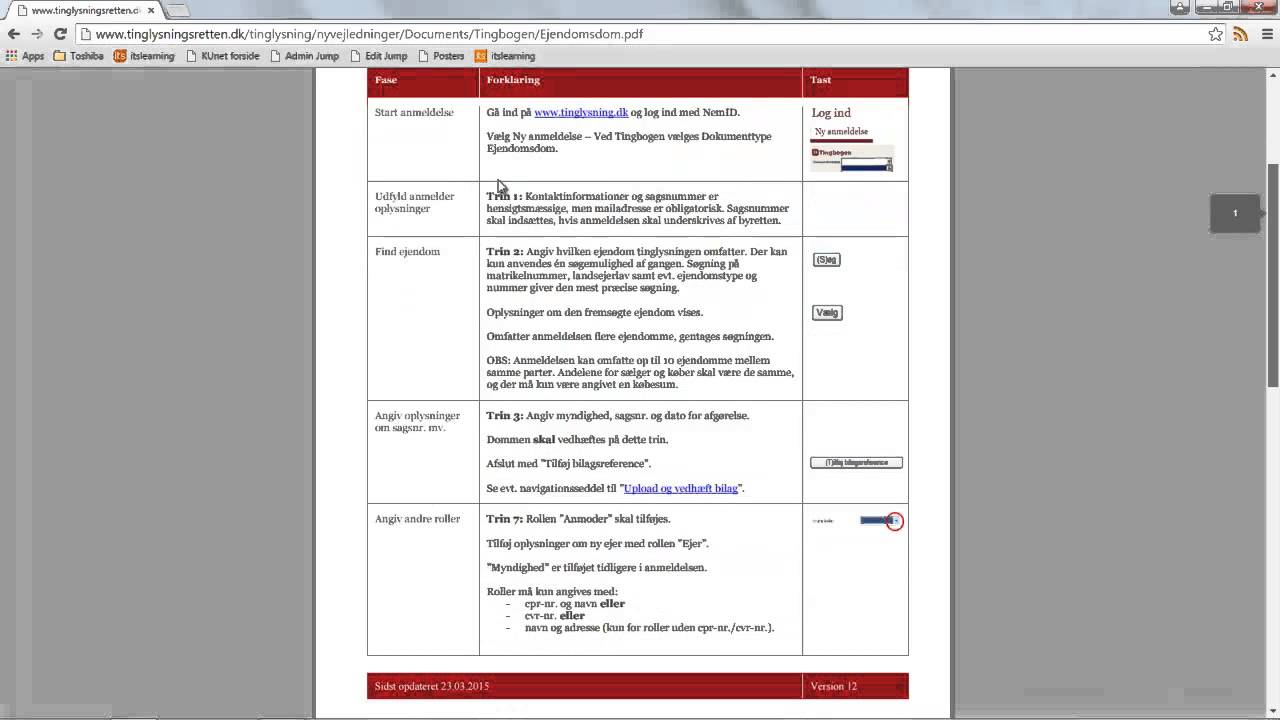 www.tinglysningsretten.d
www.tinglysningsretten.dk/tinglysning/nyvejledninger/Documents/Tingbogen/Ejendomsdom.pdf
Apps Toshiba its itslearning KUnet forside Admin Jump Edit Jump Posters its itslearning
Fase Forklaring Tast
Start anmeldelse
Gå ind på www.tinglysning.dk og log ind med NemID.
Vælg Ny anmeldelse – Ved Tingbogen vælges Dokumenttype
Ejendomsdom.
Log ind
Ny anmeldelse
Tingbogen
Udfyld anmelder
oplysninger
Trin 1: Kontaktinformationer og sagsnummer er
hensigtsmæssige, men mailadresse er obligatorisk. Sagsnummer
skal indsættes, hvis anmeldelsen skal underskrives af byretten.
Find ejendom
Trin 2: Angiv hvilken ejendom tinglysningen omfatter. Der kan
kun anvendes én søgemulighed af gangen. Søgning på
matrikelnummer, landsejerlav samt evt. ejendomstype og
nummer giver den mest præcise søgning.
Oplysninger om den fremsøgte ejendom vises.
Omfatter anmeldelsen flere ejendomme, gentages søgningen.
OBS: Anmeldelsen kan omfatte op til 10 ejendomme mellem
samme parter. Andelene for sælger og køber skal være de samme,
og der må kun være angivet en købesum.
(S)øg
Vælg
Angiv oplysninger
om sagsnr. mv.
Trin 3: Angiv myndighed, sagsnr. og dato for afgørelse.
Dommen skal vedhæftes på dette trin.
Afslut med "Tilføj bilagsreference".
Se evt. navigationsseddel til "Upload og vedhæft bilag".
(T)ilføj bilagsreference
Angiv andre roller
Trin 7: Rollen "Anmoder" skal tilføjes.
Tilføj oplysninger om ny ejer med rollen "Ejer".
"Myndighed" er tilføjet tidligere i anmeldelsen.
Roller må kun angives med:
- cpr-nr. og navn eller
- cvr-nr. eller
- navn og adresse (kun for roller uden cpr-nr./cvr-nr.).
Sidst opdateret 23.03.2015 Version 12
1